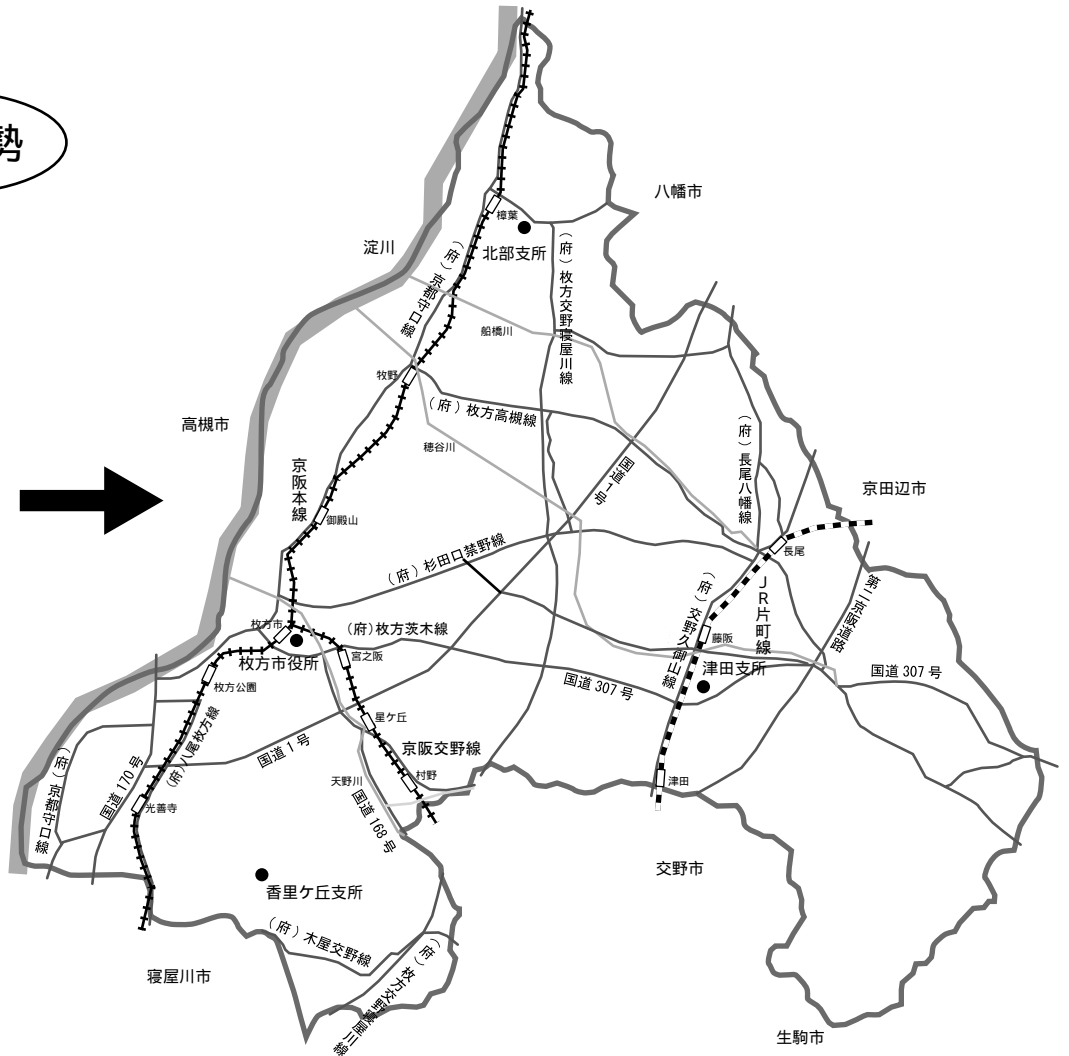 勢
八幡市
樟葉
北部支所
淀川
(府)京都守口線
(府)枚方交野寝屋川線
船橋川
牧野
(府)枚方高槻線
高槻市
穂谷川
(府)長尾八幡線
京阪本線
国道1号
京田辺市
御殿山
(府)杉田口禁野線
長尾
JR片町線
(府)交野久御山線
第二京阪道路
枚方市
(府)枚方茨木線
藤阪
枚方市役所
宮之阪
津田支所
国道307号
国道307号
枚方公園
星ケ丘
(府)八尾枚方線
国道1号
京阪交野線
(府)京都守口線
国道170号
天野川
村野
津田
光善寺
国道168号
交野市
香里ケ丘支所
(府)木屋交野線
(府)枚方交野寝屋川線
寝屋川市
生駒市